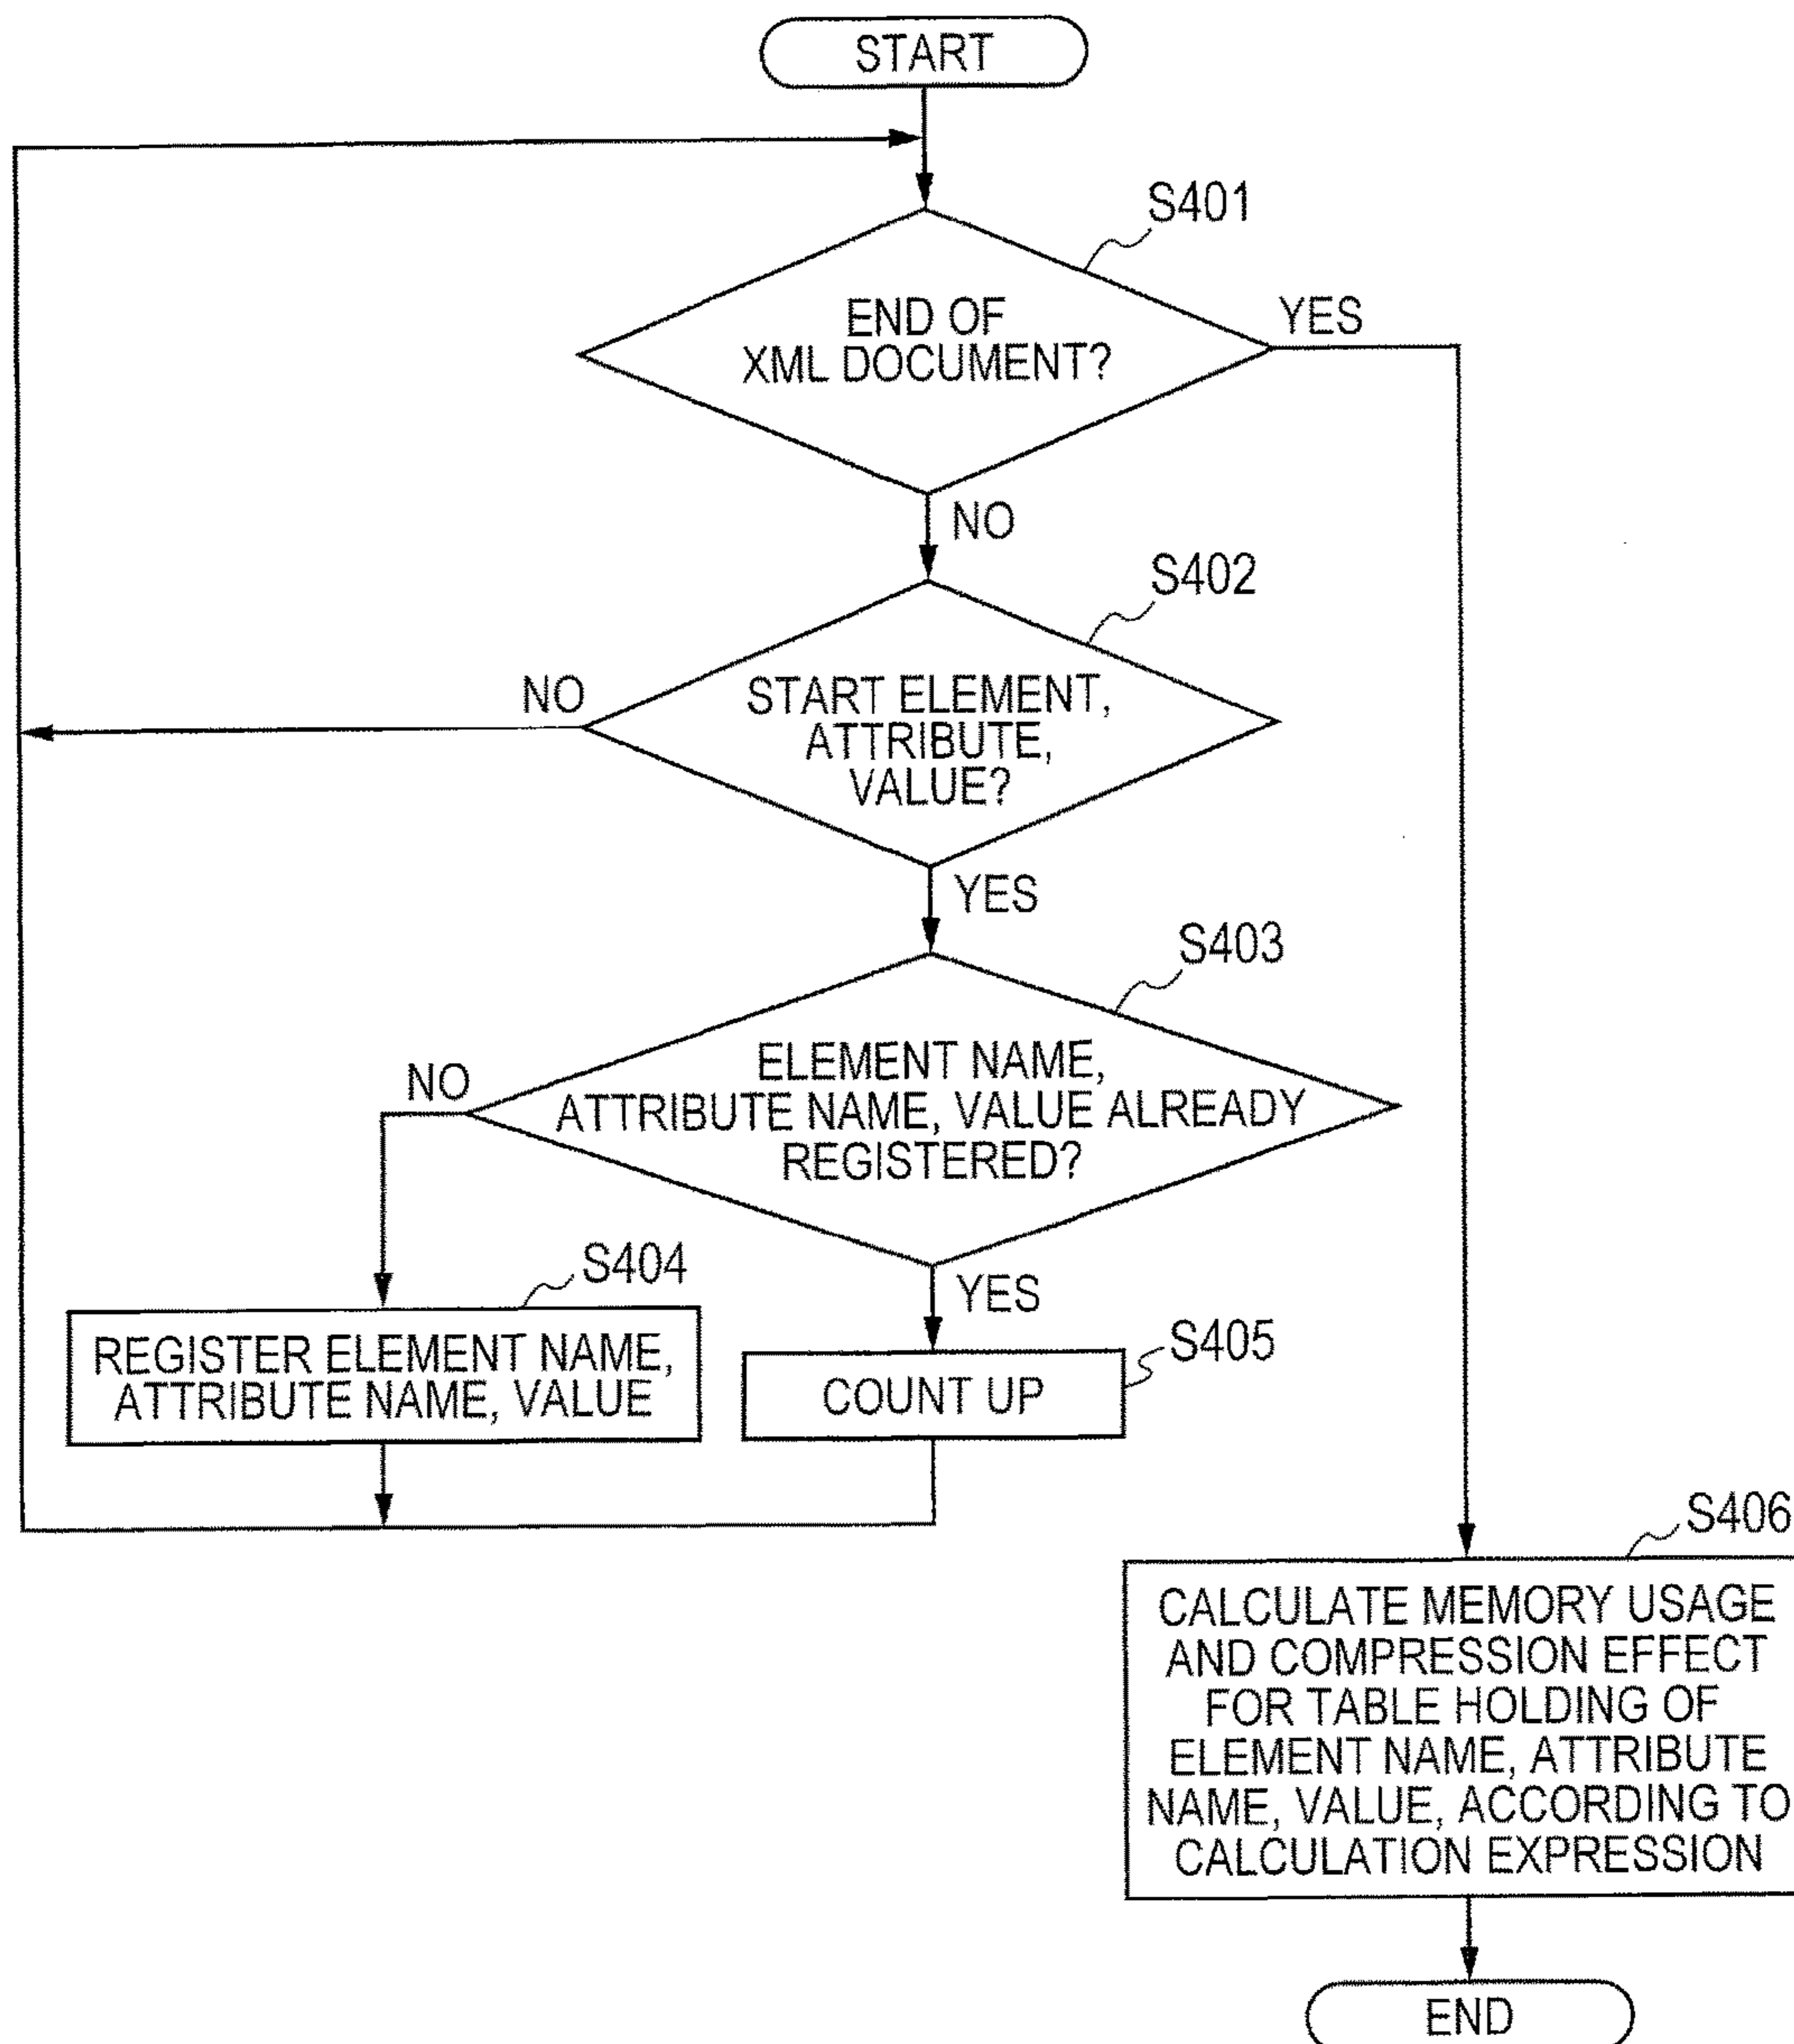 START
S401
END OF
XML DOCUMENT?
YES
NO
S402
START ELEMENT,
ATTRIBUTE,
VALUE?
NO
YES
S403
ELEMENT NAME,
ATTRIBUTE NAME, VALUE ALREADY
REGISTERED?
NO
YES
S404
REGISTER ELEMENT NAME,
ATTRIBUTE NAME, VALUE
S405
COUNT UP
S406
CALCULATE MEMORY USAGE
AND COMPRESSION EFFECT
FOR TABLE HOLDING OF
ELEMENT NAME, ATTRIBUTE
NAME, VALUE, ACCORDING TO
CALCULATION EXPRESSION
END